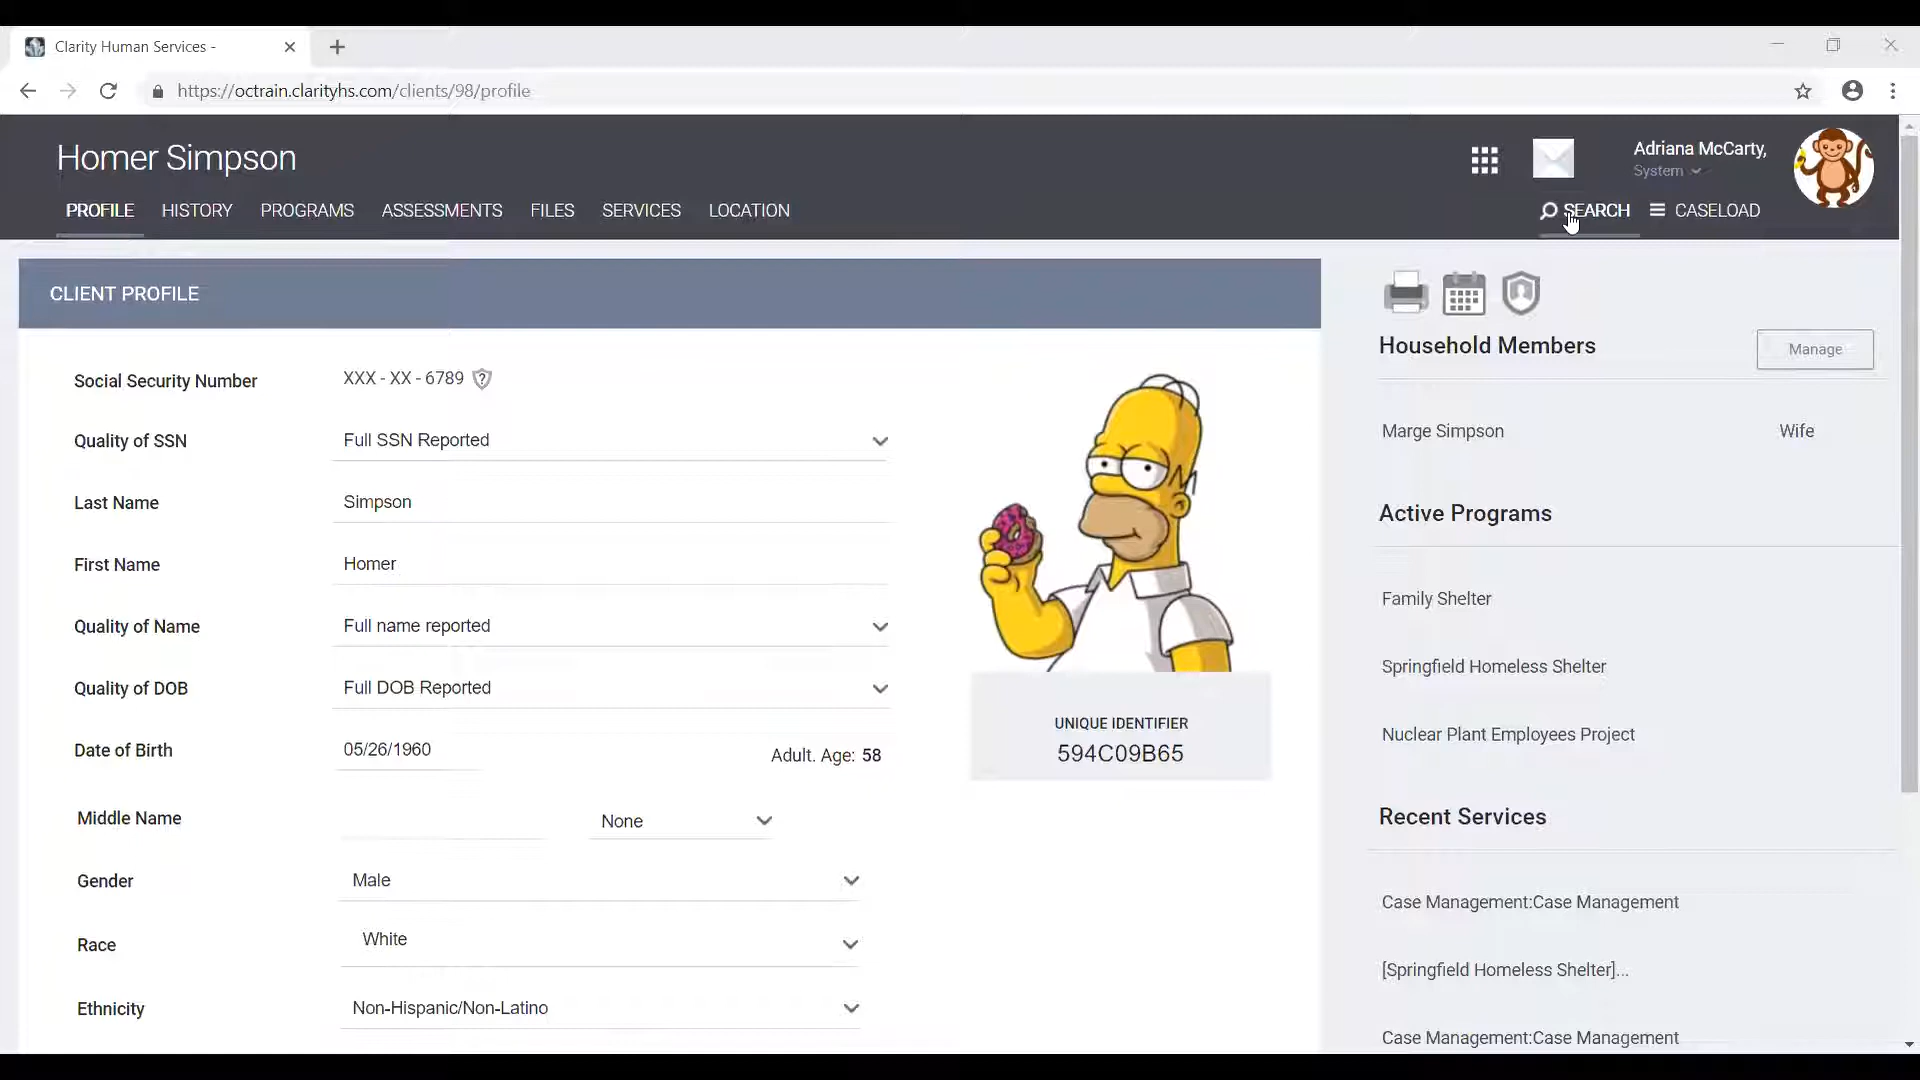 Clarity Human Services -
https://octrain.clarityhs.com/clients/98/profile
Homer Simpson
Adriana McCarty,
System
PROFILE HISTORY PROGRAMS ASSESSMENTS FILES SERVICES LOCATION
SEARCH CASELOAD
CLIENT PROFILE
Social Security Number XXX - XX - 6789
Quality of SSN Full SSN Reported
Last Name Simpson
First Name Homer
Quality of Name Full name reported
Quality of DOB Full DOB Reported
Date of Birth 05/26/1960 Adult. Age: 58
Middle Name None
Gender Male
Race White
Ethnicity Non-Hispanic/Non-Latino
UNIQUE IDENTIFIER
594C09B65
Household Members Manage
Marge Simpson Wife
Active Programs
Family Shelter
Springfield Homeless Shelter
Nuclear Plant Employees Project
Recent Services
Case Management:Case Management
[Springfield Homeless Shelter]...
Case Management:Case Management